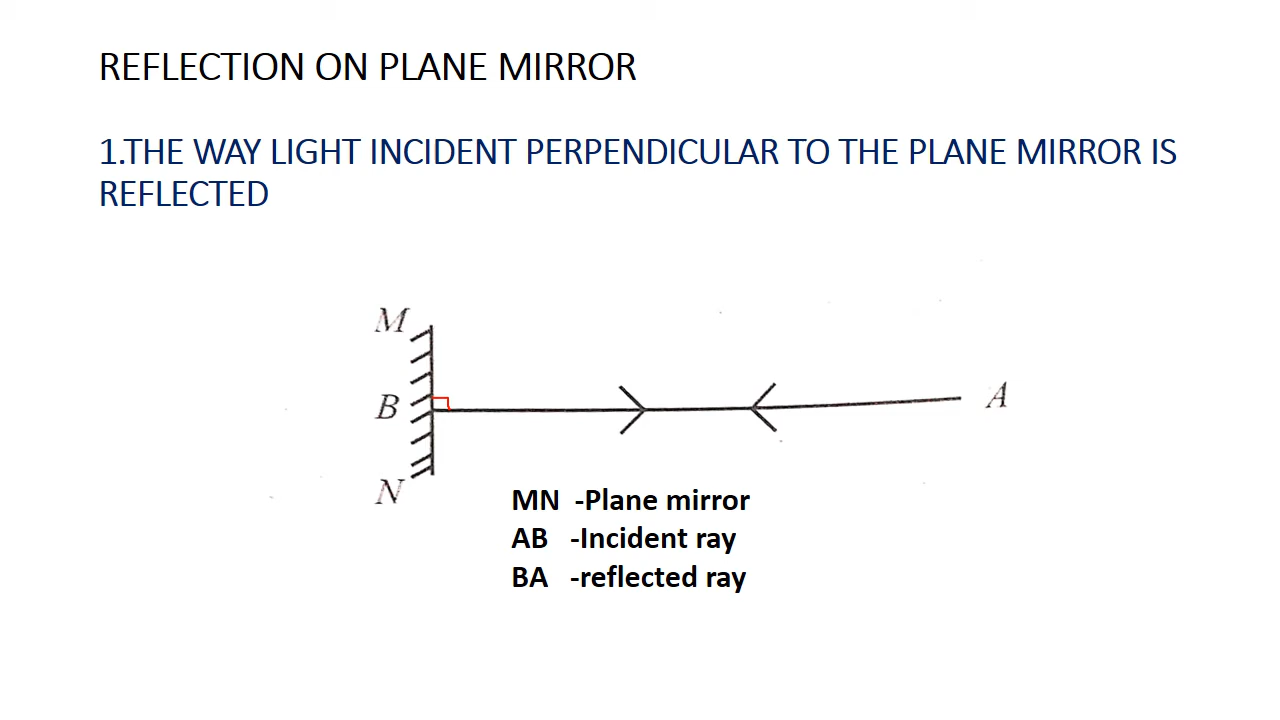 REFLECTION ON PLANE MIRROR
1.THE WAY LIGHT INCIDENT PERPENDICULAR TO THE PLANE MIRROR IS
REFLECTED
M
B
A
N
MN -Plane mirror
AB -Incident ray
BA -reflected ray